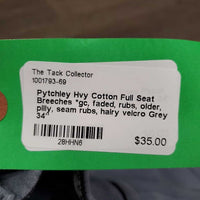 The Tack Collector
1001793-69
Pytchley Hvy Cotton Full Seat
Breeches "gc, faded, rubs, older,
pilly, seam rubs, hairy velcro Grey
34"
$35.00
2BHHN6